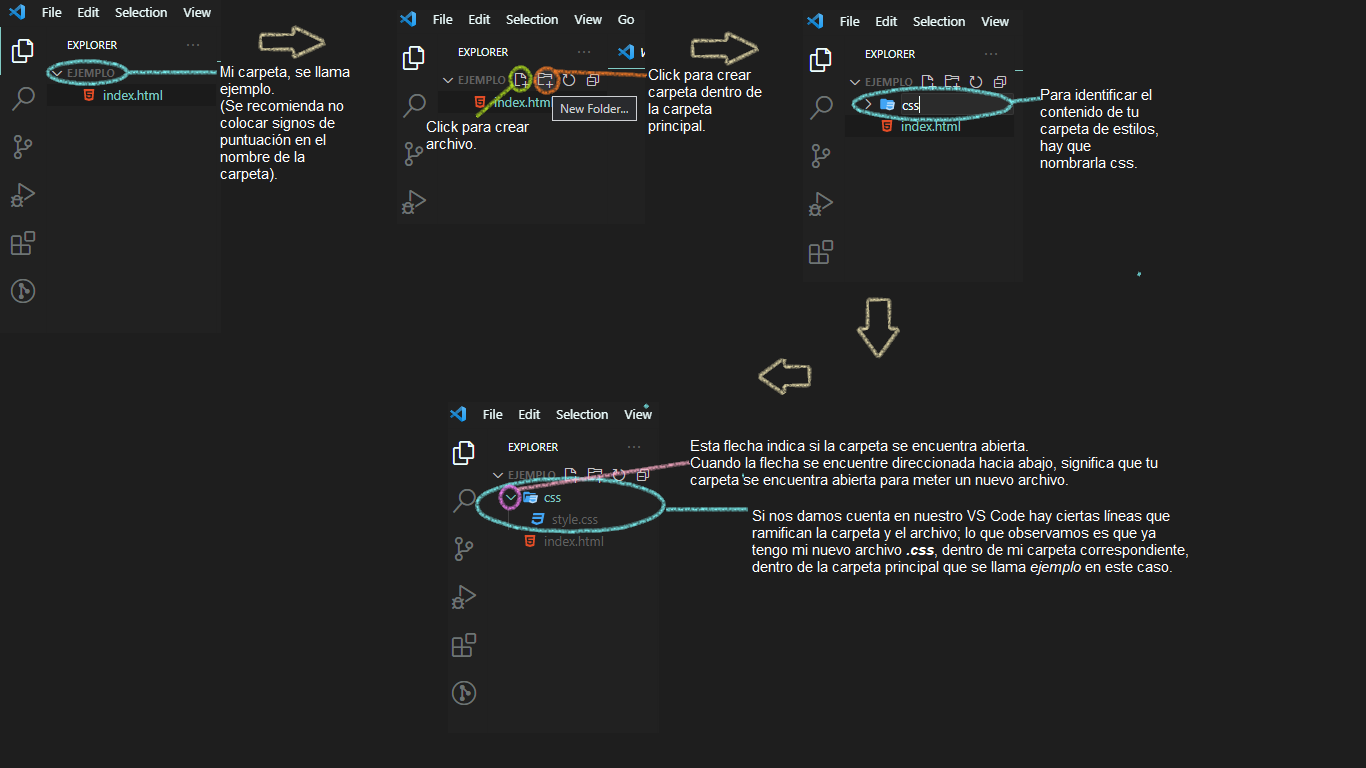 File Edit Selection View
EXPLORER
EJEMPLO
index.html
Mi carpeta, se llama
ejemplo.
(Se recomienda no
colocar signos de
puntuación en el
nombre de la
carpeta).
File Edit Selection View Go
EXPLORER
EJEMPLO
index.html
New Folder...
Click para crear
archivo.
Click para crear
carpeta dentro de
la carpeta
principal.
File Edit Selection View
EXPLORER
EJEMPLO
css
index.html
Para identificar el
contenido de tu
carpeta de estilos,
hay que
nombrarla css.
File Edit Selection View
EXPLORER
EJEMPLO
css
style.css
index.html
Esta flecha indica si la carpeta se encuentra abierta.
Cuando la flecha se encuentre direccionada hacia abajo, significa que tu
carpeta se encuentra abierta para meter un nuevo archivo.
Si nos damos cuenta en nuestro VS Code hay ciertas líneas que
ramifican la carpeta y el archivo; lo que observamos es que ya
tengo mi nuevo archivo .css, dentro de mi carpeta correspondiente,
dentro de la carpeta principal que se llama ejemplo en este caso.